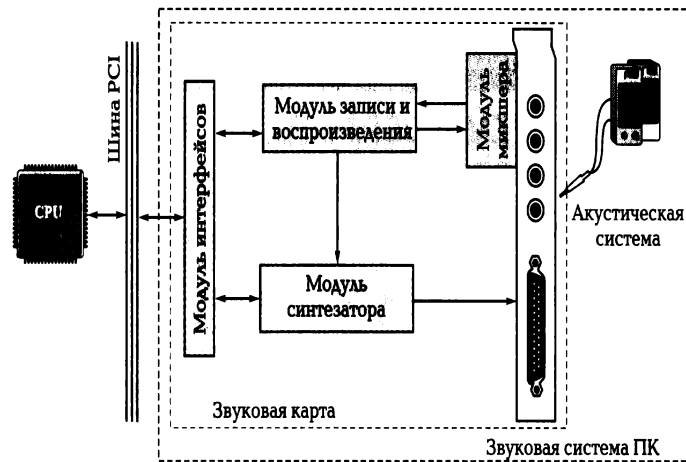 Шина PCI
CPU
Модуль интерфейсов
Модуль записи и
воспроизведения
Модуль
микшера
Модуль
синтезатора
Акустическая
система
Звуковая карта
Звуковая система ПК